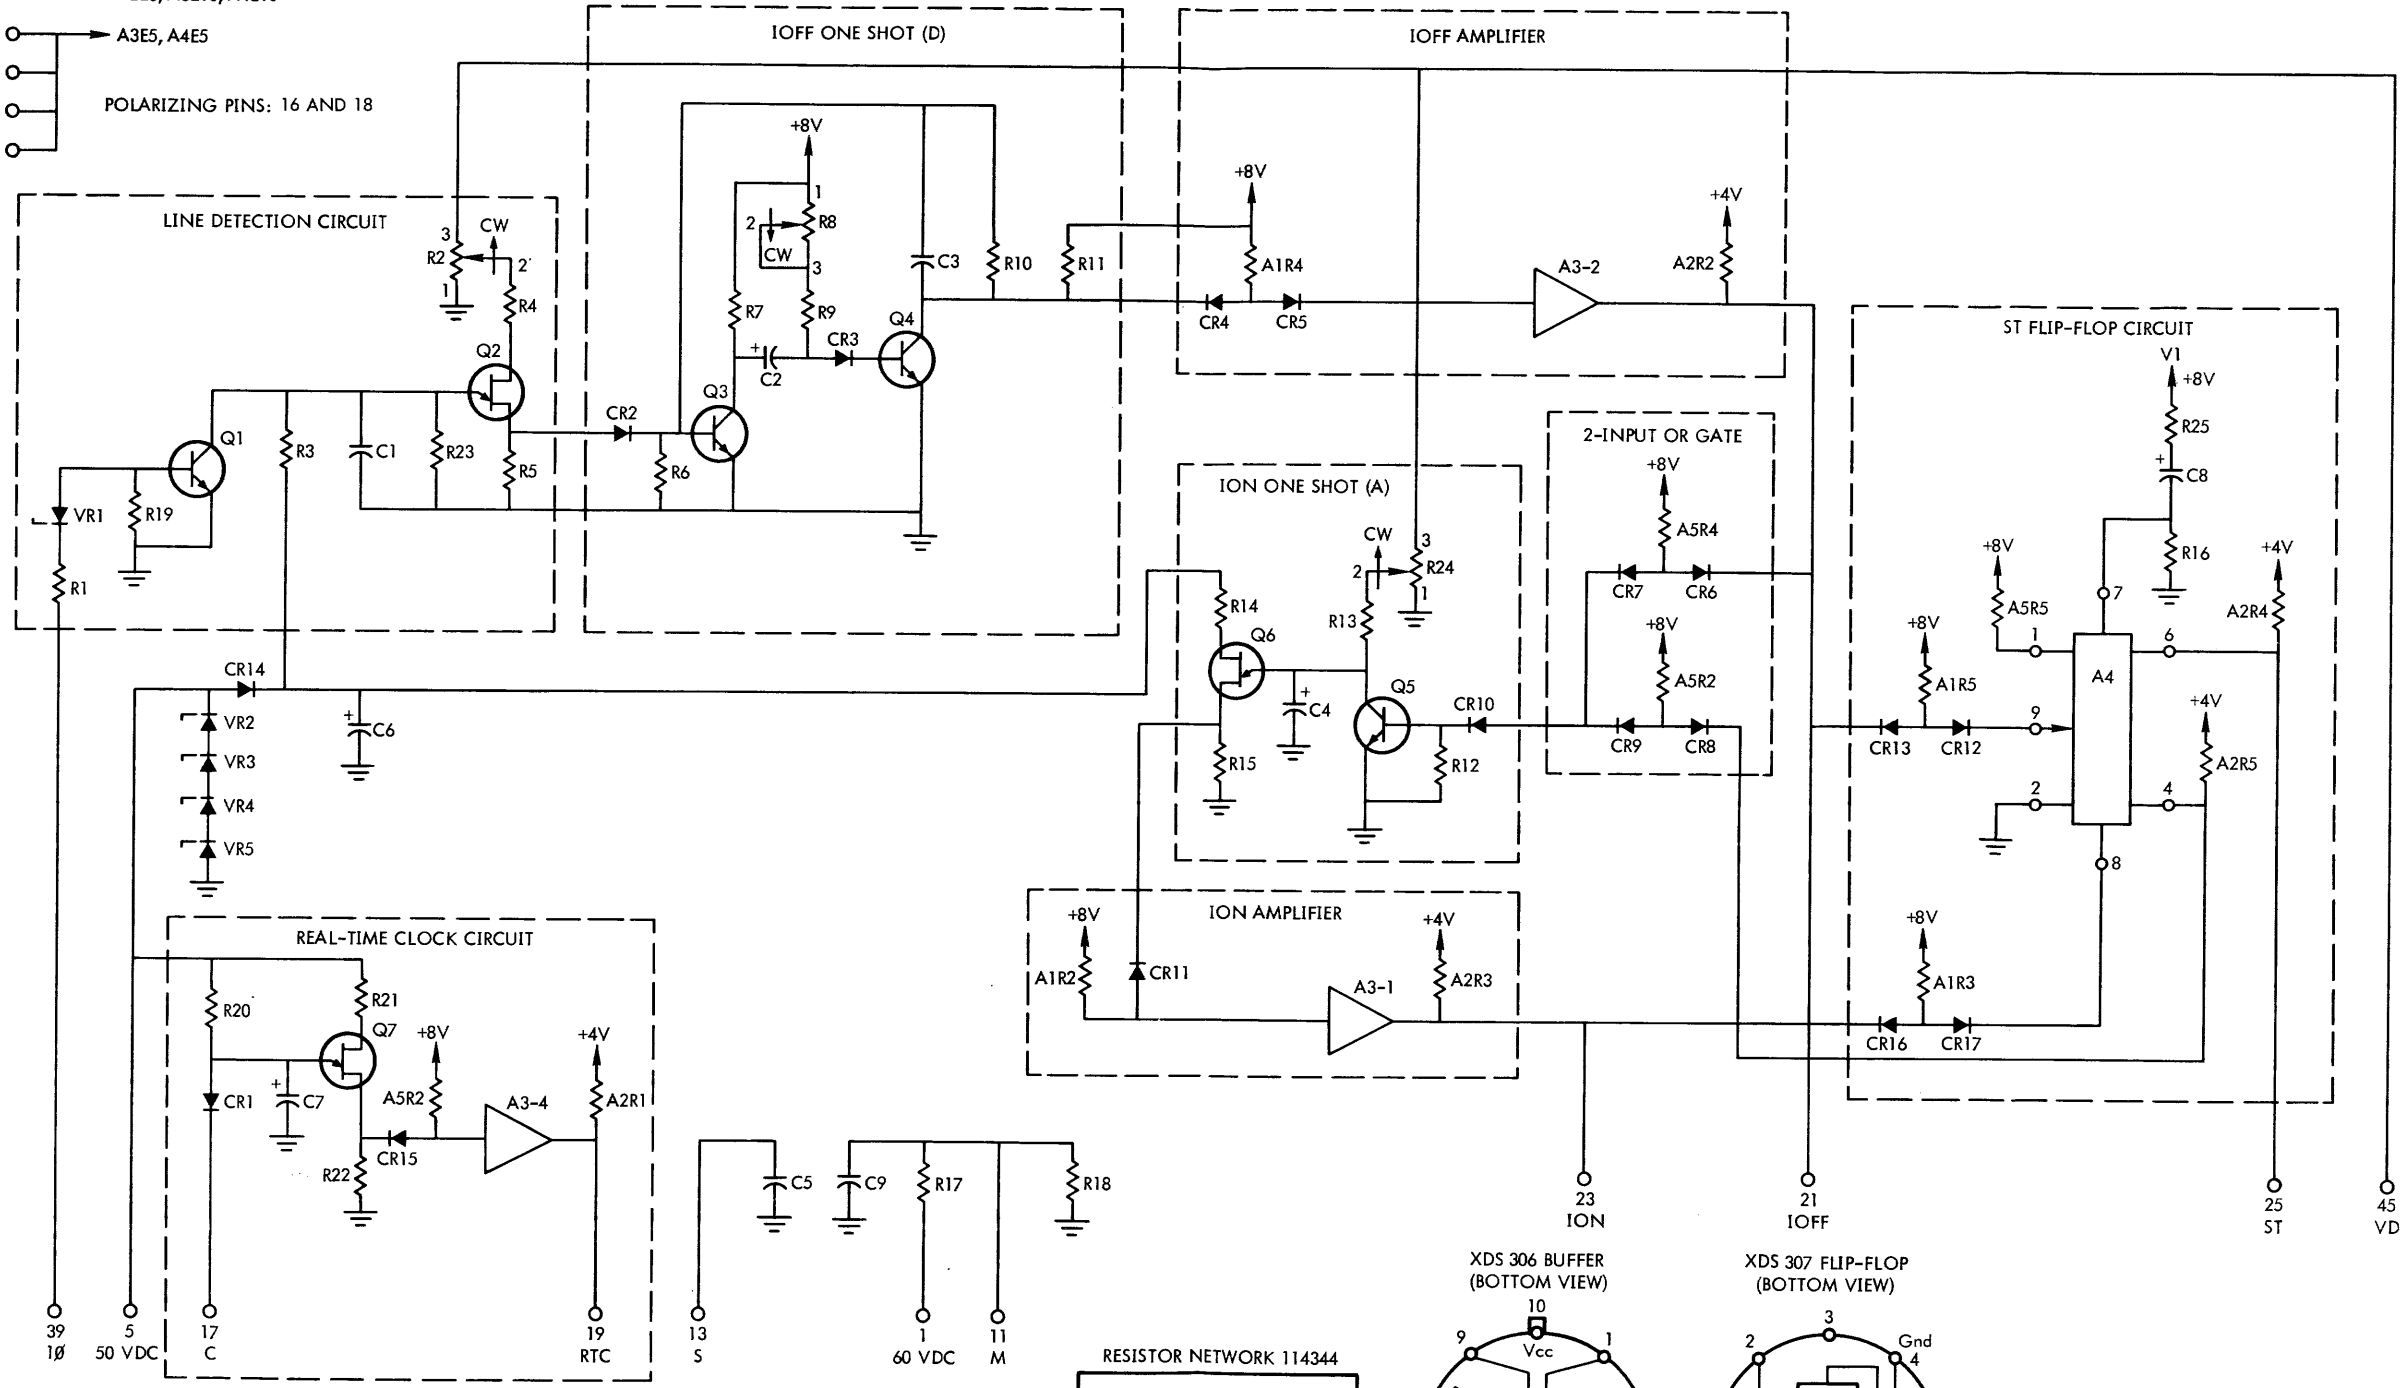 A3E5, A4E5
POLARIZING PINS: 16 AND 18
LINE DETECTION CIRCUIT
3
CW
R2
2
1
R4
Q2
Q1
R3
C1
R23
R5
VR1
R19
R1
IOFF ONE SHOT (D)
+8V
1
2
R8
CW
3
R7
R9
C3
R10
R11
Q4
CR3
+
C2
Q3
CR2
R6
IOFF AMPLIFIER
+8V
A1R4
CR4
CR5
A3-2
+4V
A2R2
ST FLIP-FLOP CIRCUIT
V1
+8V
R25
+
C8
R16
+8V
A5R5
7
1
6
+4V
A2R4
A4
+8V
A1R5
9
CR13
CR12
+4V
A2R5
2
4
8
+8V
A1R3
CR16
CR17
2-INPUT OR GATE
+8V
A5R4
CR7
CR6
+8V
A5R2
CR9
CR8
ION ONE SHOT (A)
CW
3
2
R24
1
R14
R13
Q6
+
C4
Q5
CR10
R15
R12
CR14
VR2
VR3
VR4
VR5
+
C6
ION AMPLIFIER
+8V
A1R2
CR11
A3-1
+4V
A2R3
REAL-TIME CLOCK CIRCUIT
R20
R21
Q7
+8V
+4V
CR1
+
C7
A5R2
A3-4
A2R1
CR15
R22
C5
C9
R17
R18
39
1Ø
5
50 VDC
17
C
19
RTC
13
S
1
60 VDC
11
M
23
ION
21
IOFF
25
ST
45
VD
XDS 306 BUFFER
(BOTTOM VIEW)
10
9
1
Vcc
XDS 307 FLIP-FLOP
(BOTTOM VIEW)
3
2
Gnd
4
RESISTOR NETWORK 114344